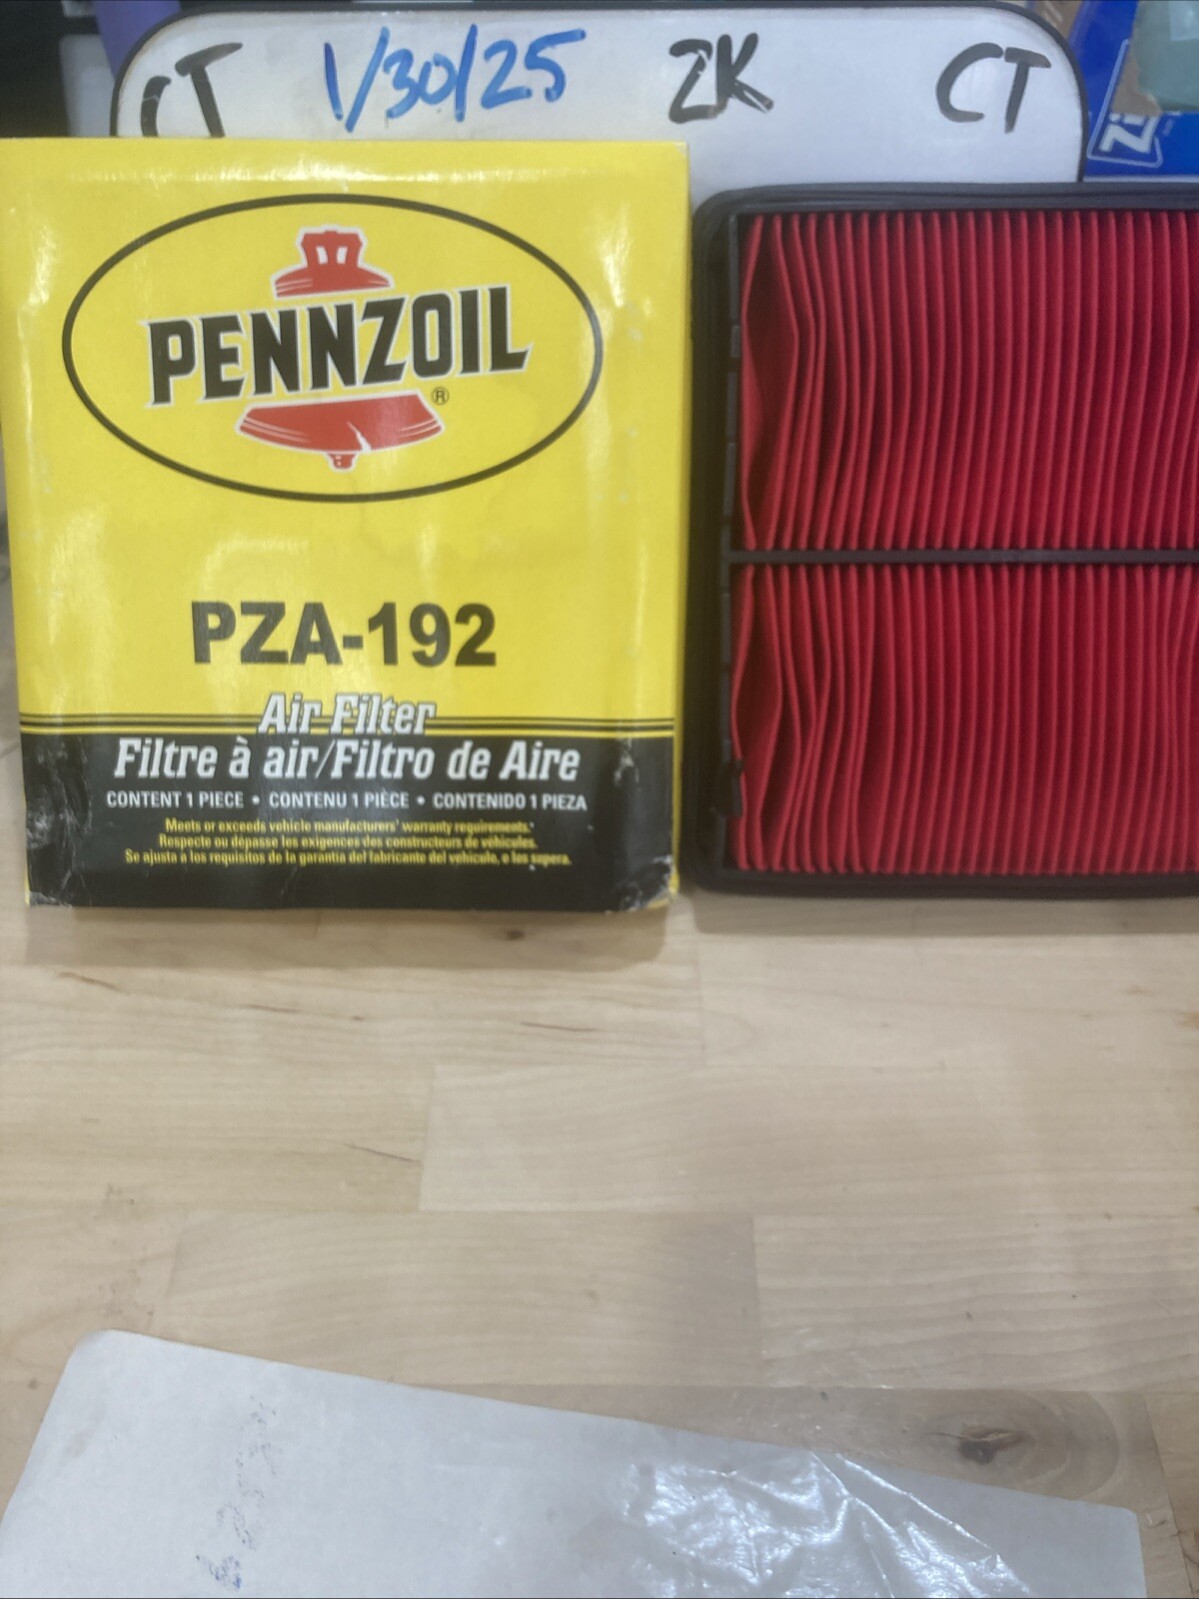 CT 1/30/25 ZK CT
PENNZOIL®
PZA-192
Air Filter
Filtre à air/Filtro de Aire
CONTENT 1 PIECE • CONTENU 1 PIÈCE • CONTENIDO 1 PIEZA
Meets or exceeds vehicle manufacturers' warranty requirements.
Respecte ou dépasse les exigences des constructeurs de véhicules.
Se ajusta a los requisitos de la garantía del fabricante del vehículo, o los supera.